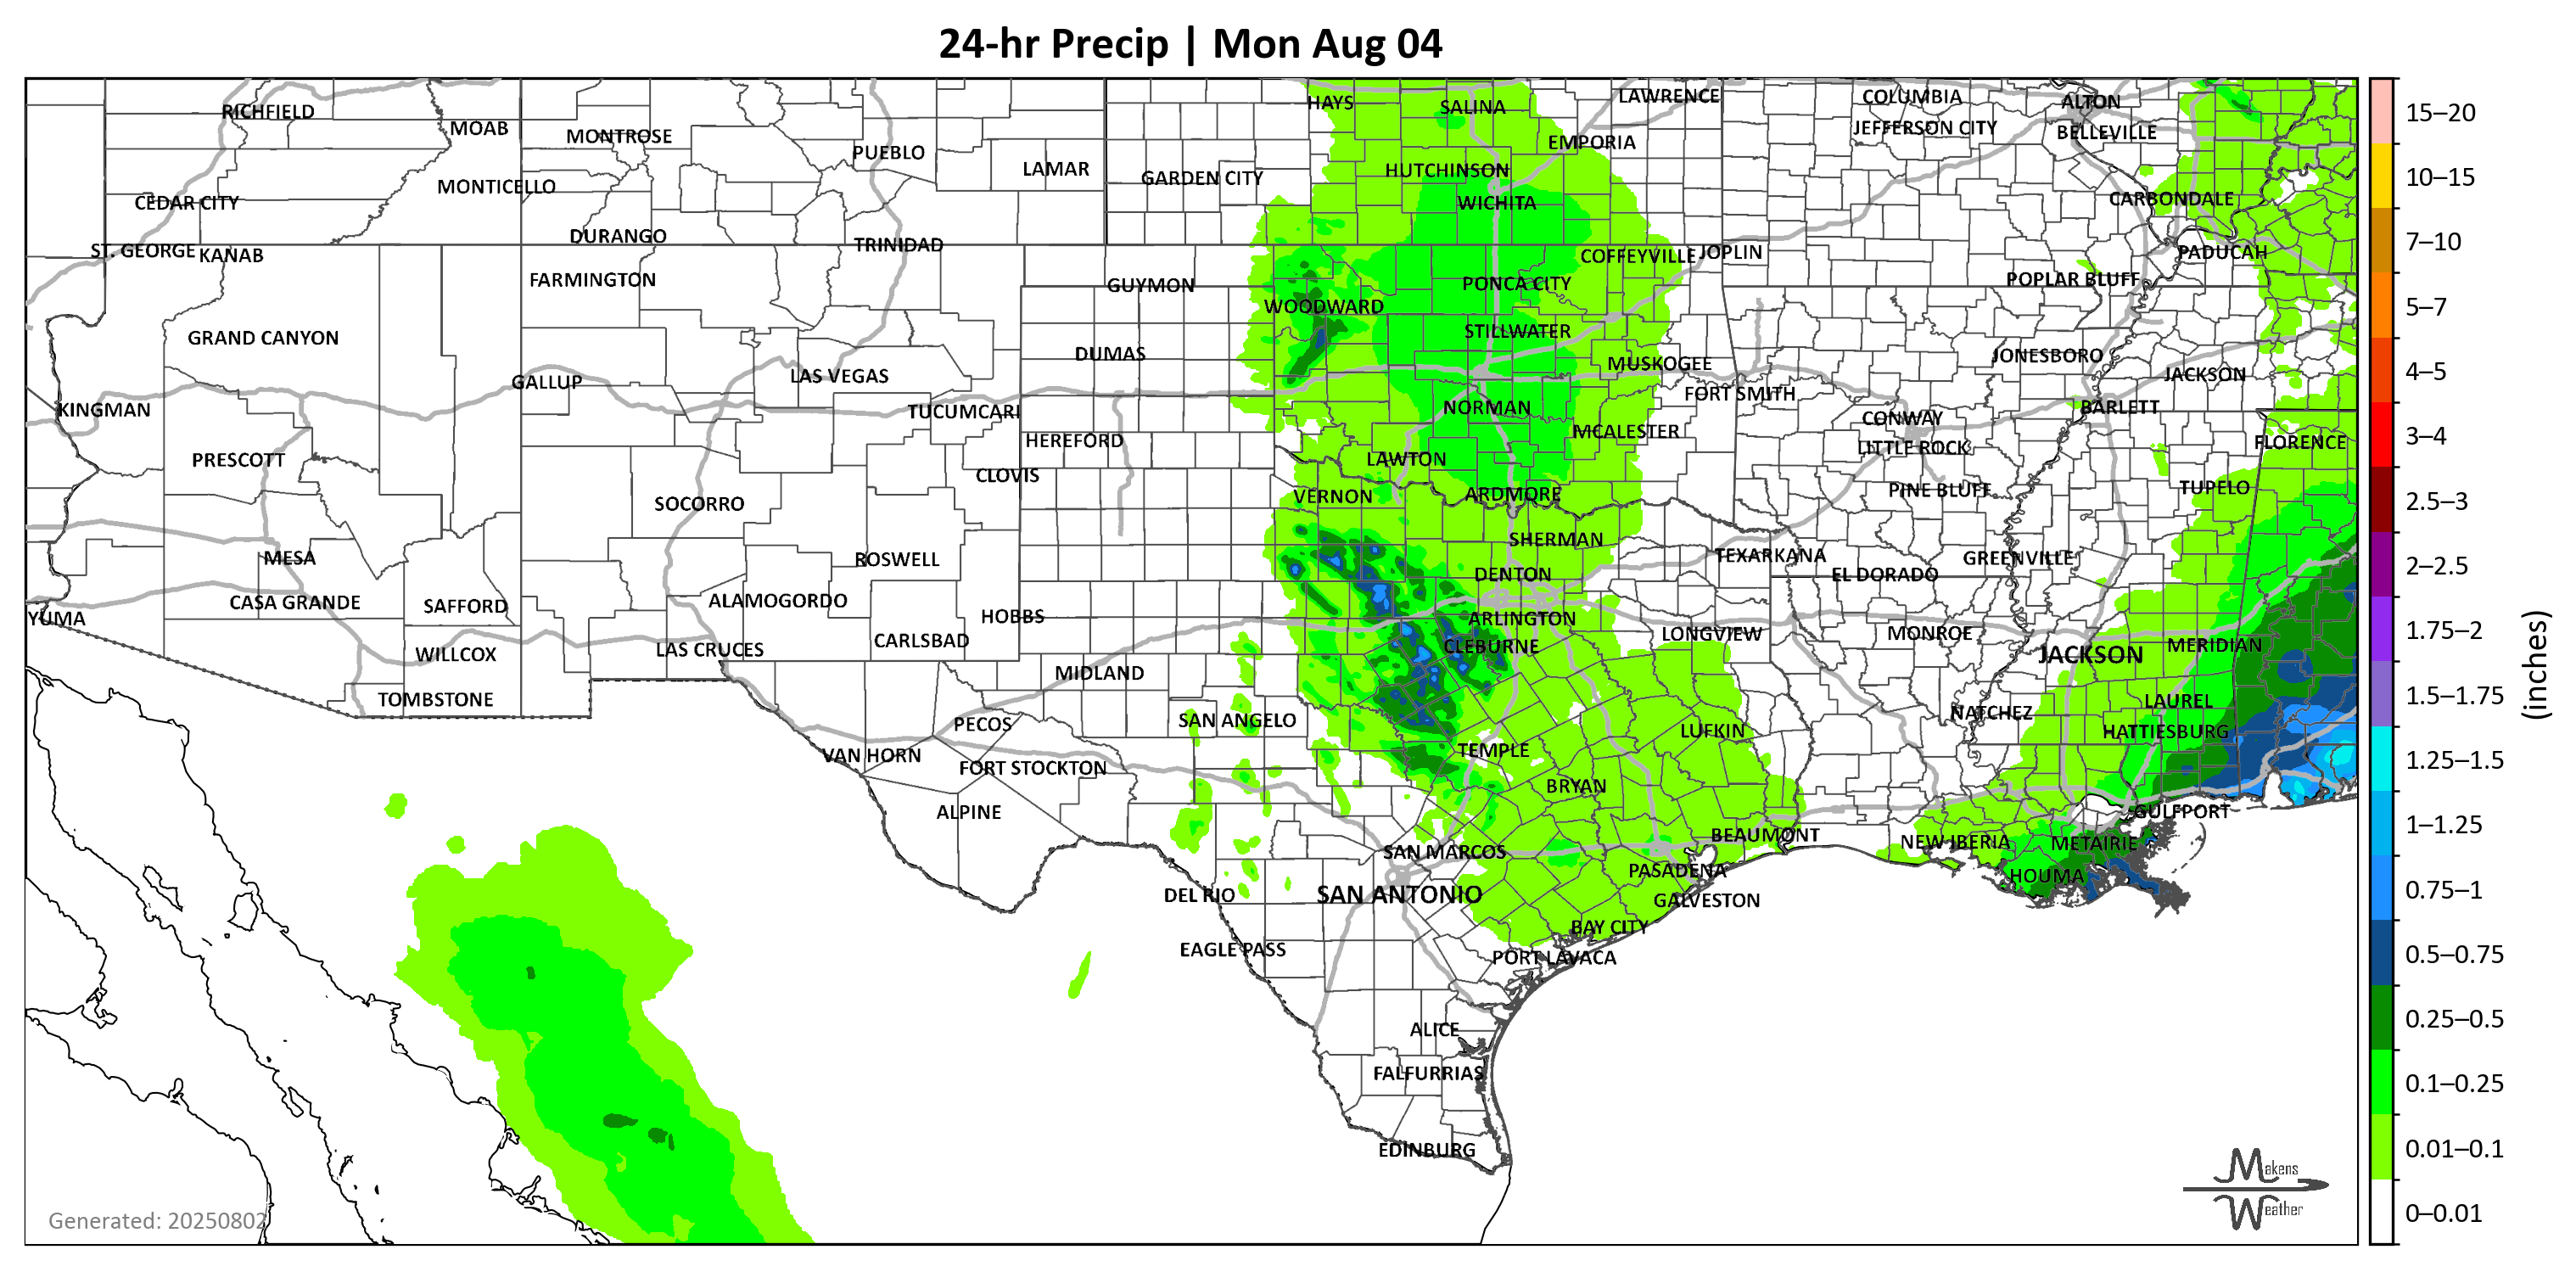 24-hr Precip | Mon Aug 04
HAYS
SALINA
LAWRENCE
COLUMBIA
ALTON
RICHFIELD
MOAB
MONTROSE
EMPORIA
JEFFERSON CITY
BELLEVILLE
PUEBLO
LAMAR
GARDEN CITY
HUTCHINSON
MONTICELLO
CEDAR CITY
WICHITA
CARBONDALE
DURANGO
TRINIDAD
ST. GEORGE
KANAB
COFFEYVILLE
JOPLIN
PADUCAH
FARMINGTON
GUYMON
PONCA CITY
POPLAR BLUFF
WOODWARD
GRAND CANYON
STILLWATER
DUMAS
JONESBORO
MUSKOGEE
GALLUP
LAS VEGAS
FORT SMITH
JACKSON
KINGMAN
TUCUMCARI
NORMAN
CONWAY
BARLETT
HEREFORD
MCALESTER
LITTLE ROCK
FLORENCE
PRESCOTT
LAWTON
CLOVIS
VERNON
ARDMORE
PINE BLUFF
TUPELO
SOCORRO
SHERMAN
MESA
ROSWELL
TEXARKANA
GREENVILLE
DENTON
EL DORADO
CASA GRANDE
SAFFORD
ALAMOGORDO
HOBBS
YUMA
ARLINGTON
CARLSBAD
LONGVIEW
MONROE
WILLCOX
LAS CRUCES
CLEBURNE
JACKSON
MERIDIAN
MIDLAND
TOMBSTONE
LAUREL
PECOS
SAN ANGELO
NATCHEZ
LUFKIN
HATTIESBURG
VAN HORN
TEMPLE
FORT STOCKTON
BRYAN
ALPINE
GULFPORT
BEAUMONT
NEW IBERIA
METAIRIE
SAN MARCOS
PASADENA
HOUMA
DEL RIO
SAN ANTONIO
GALVESTON
BAY CITY
EAGLE PASS
PORT LAVACA
ALICE
FALFURRIAS
EDINBURG
Generated: 20250802
Makens
Weather
15–20
10–15
7–10
5–7
4–5
3–4
2.5–3
2–2.5
1.75–2
1.5–1.75
1.25–1.5
1–1.25
0.75–1
0.5–0.75
0.25–0.5
0.1–0.25
0.01–0.1
0–0.01
(inches)